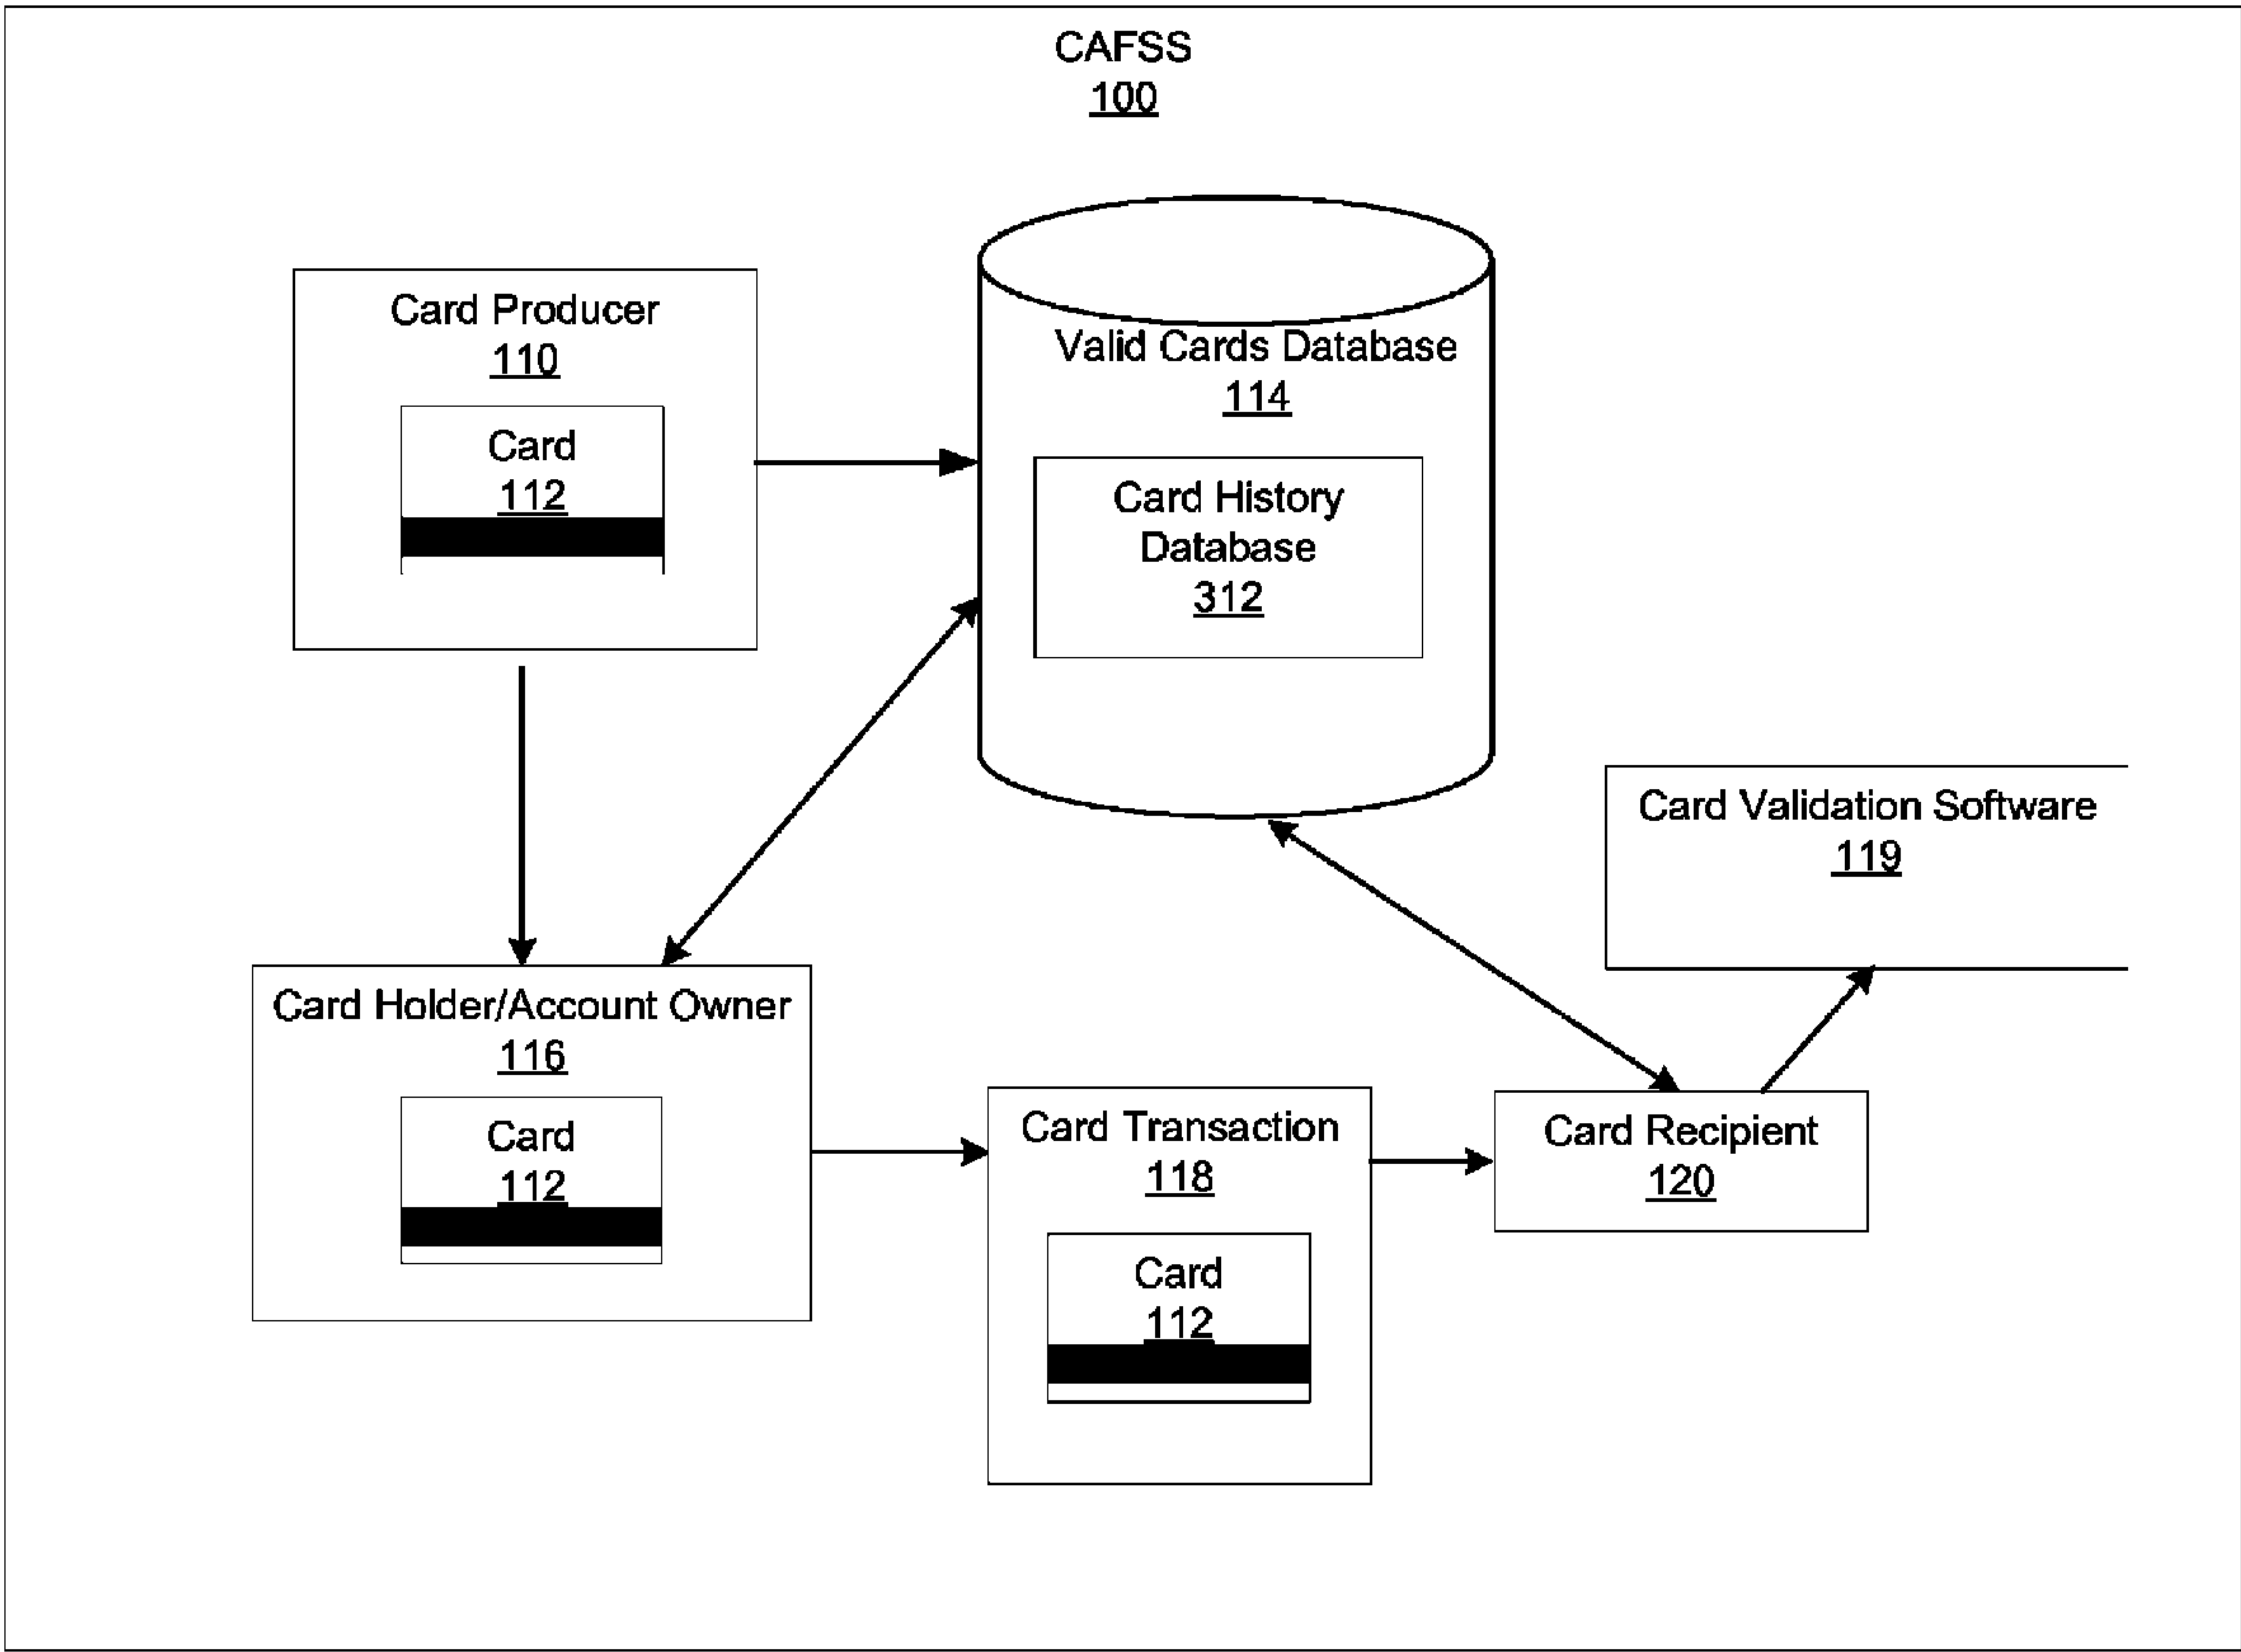 CAFSS
100
Card Producer
110
Card
112
Valid Cards Database
114
Card History
Database
312
Card Validation Software
119
Card Holder/Account Owner
116
Card
112
Card Transaction
118
Card
112
Card Recipient
120